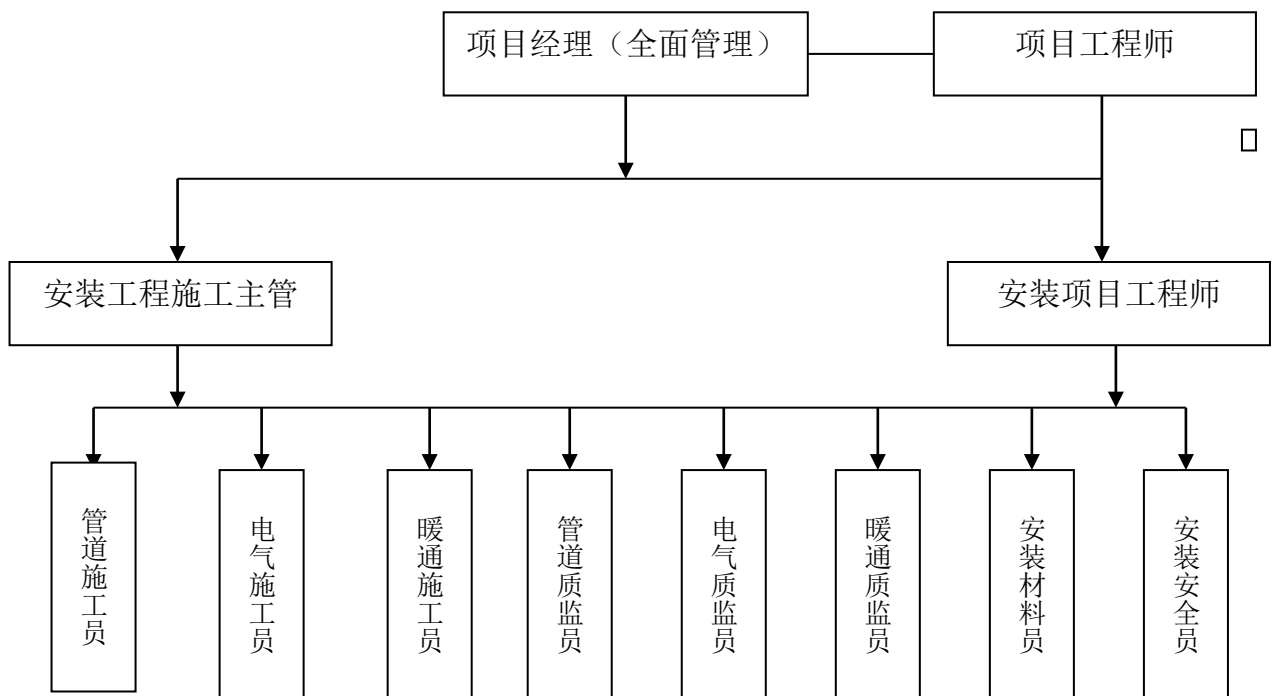 项目经理（全面管理）
项目工程师
安装工程施工主管
安装项目工程师
管道施工员
电气施工员
暖通施工员
管道质监员
电气质监员
暖通质监员
安装材料员
安装安全员